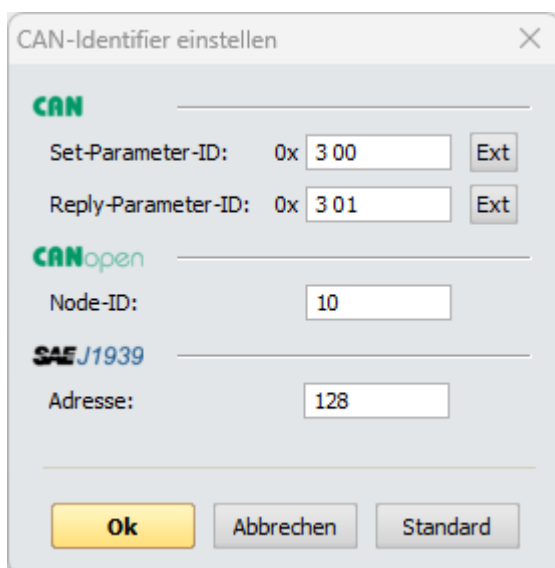 CAN-Identifier einstellen
CAN
Set-Parameter-ID: 0x 3 00 Ext
Reply-Parameter-ID: 0x 3 01 Ext
CANopen
Node-ID: 10
SAE J1939
Adresse: 128
Ok Abbrechen Standard